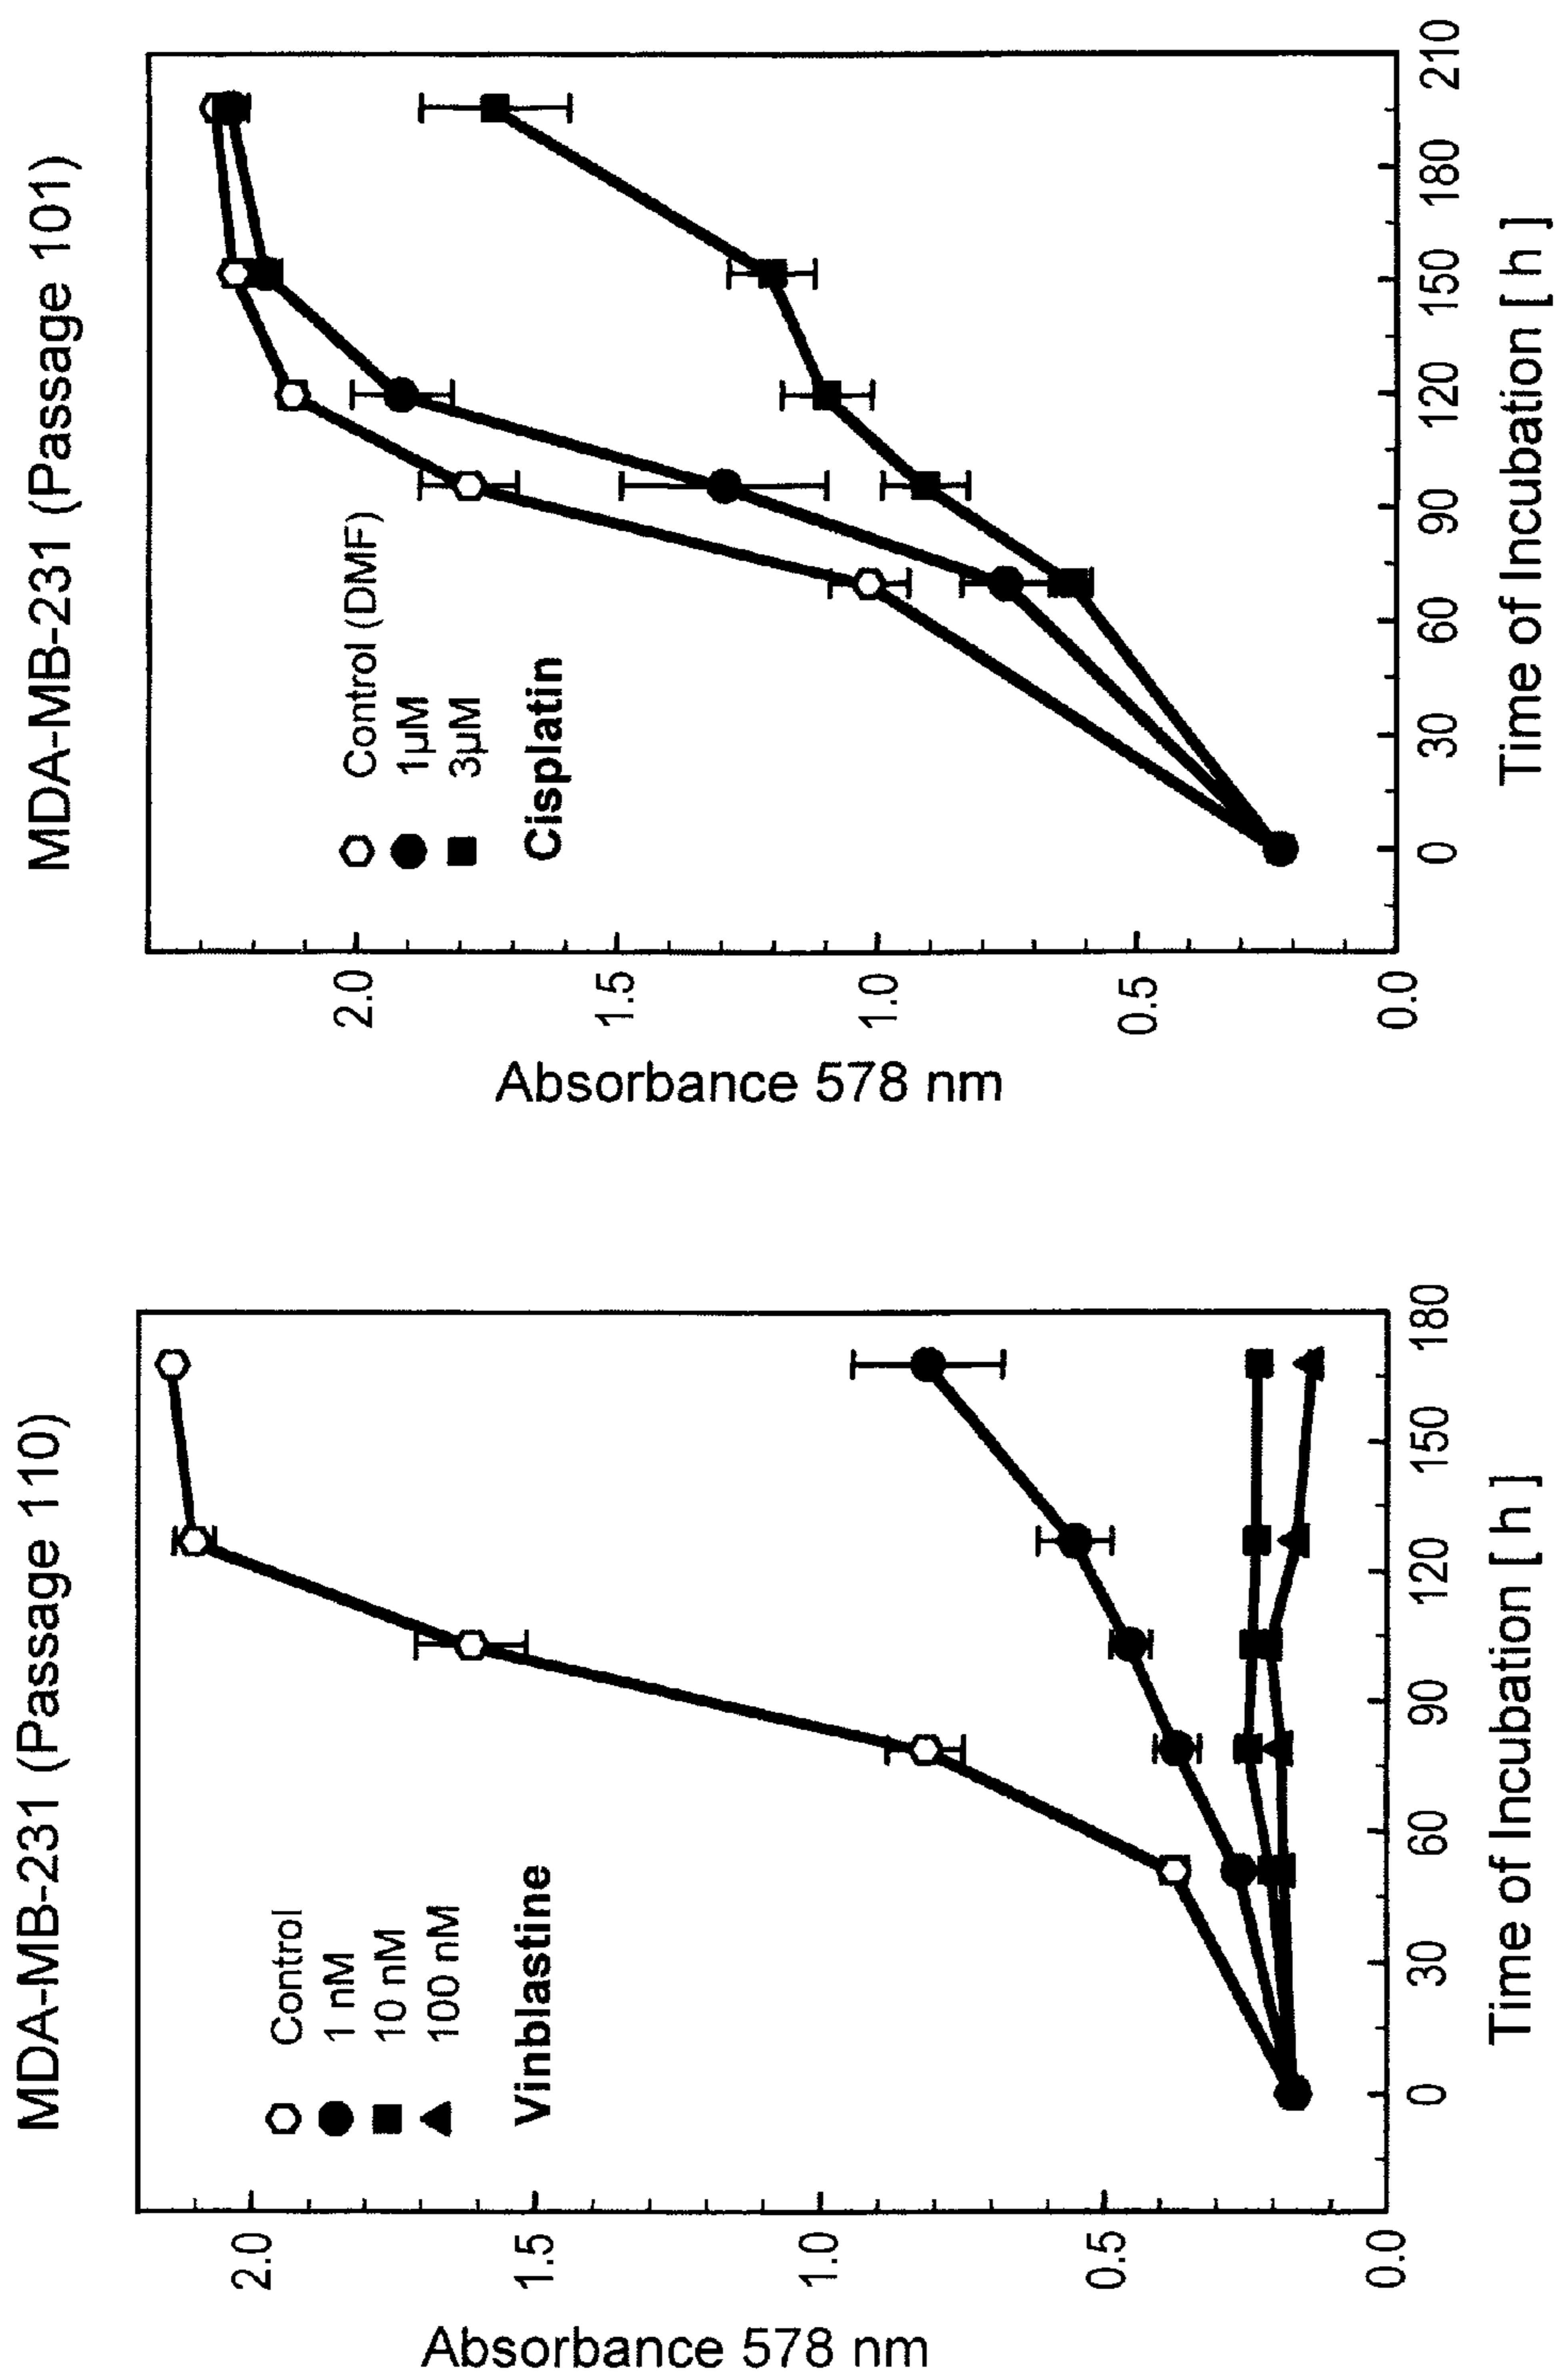 MDA-MB-231 (Passage 110)
Absorbance 578 nm
2.0
1.5
1.0
0.5
0.0
Control
1 nM
10 nM
100 nM
Vinblastine
0 30 60 90 120 150 180
Time of Incubation [ h ]
MDA-MB-231 (Passage 101)
Absorbance 578 nm
2.0
1.5
1.0
0.5
0.0
Control (DMF)
1µM
3µM
Cisplatin
0 30 60 90 120 150 180 210
Time of Incubation [ h ]